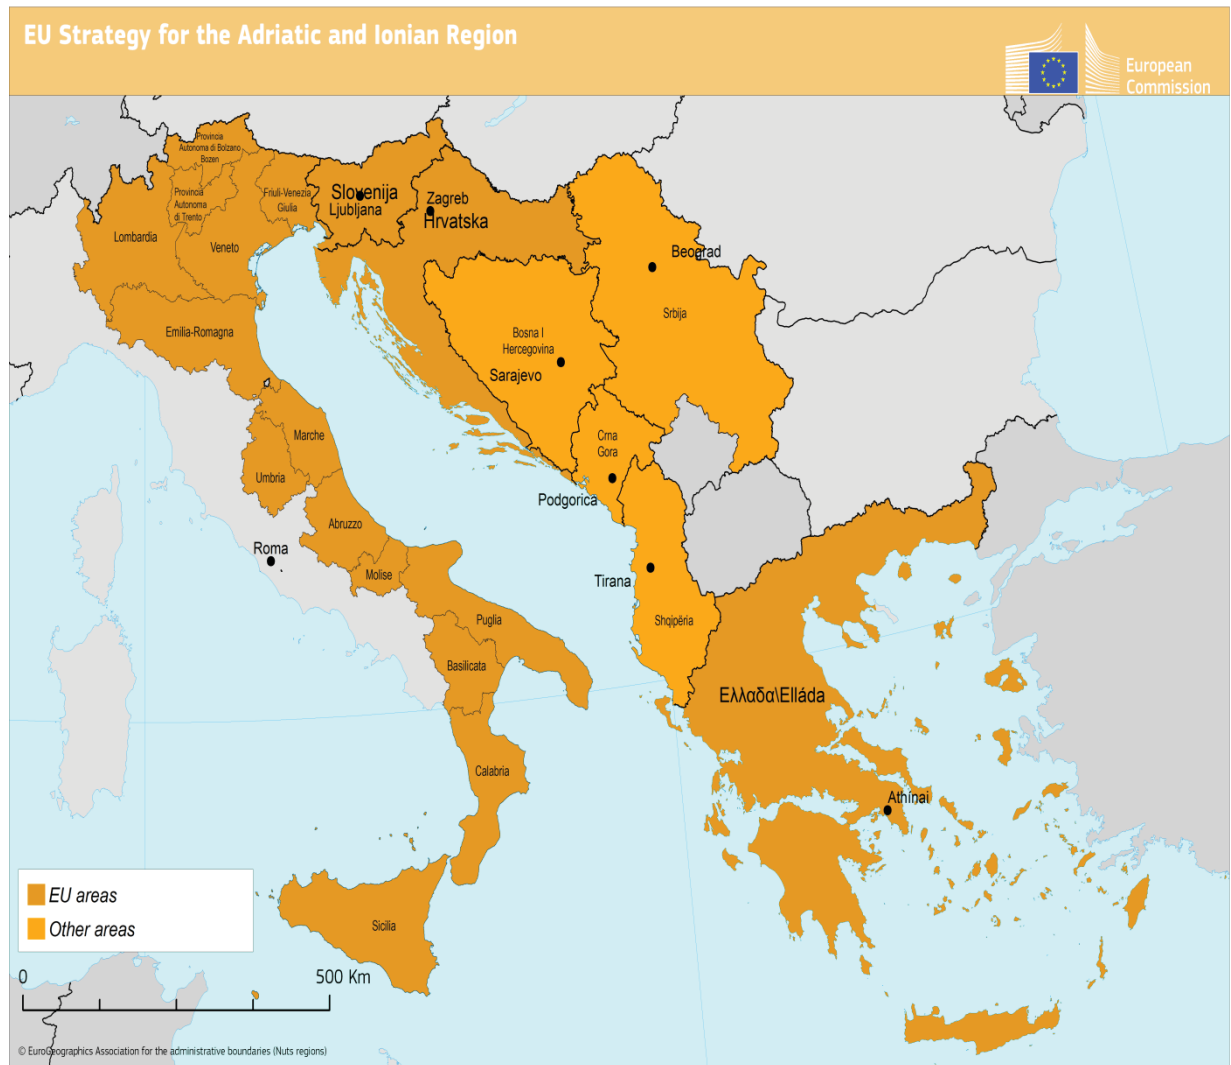 EU Strategy for the Adriatic and Ionian Region
European
Commission
Provincia
Autonoma di Bolzano
Bozen
Provincia
Autonoma
di Trento
Friuli-Venezia
Giulia
Slovenija
Ljubljana
Zagreb
Hrvatska
Lombardia
Veneto
Beograd
Srbija
Emilia-Romagna
Bosna I
Hercegovina
Sarajevo
Marche
Crna
Gora
Umbria
Podgorica
Abruzzo
Roma
Molise
Tirana
Puglia
Shqipëria
Basilicata
Ελλαδα\Elláda
Calabria
Athínai
EU areas
Other areas
Sicilia
0
500 Km
© EuroGeographics Association for the administrative boundaries (Nuts regions)